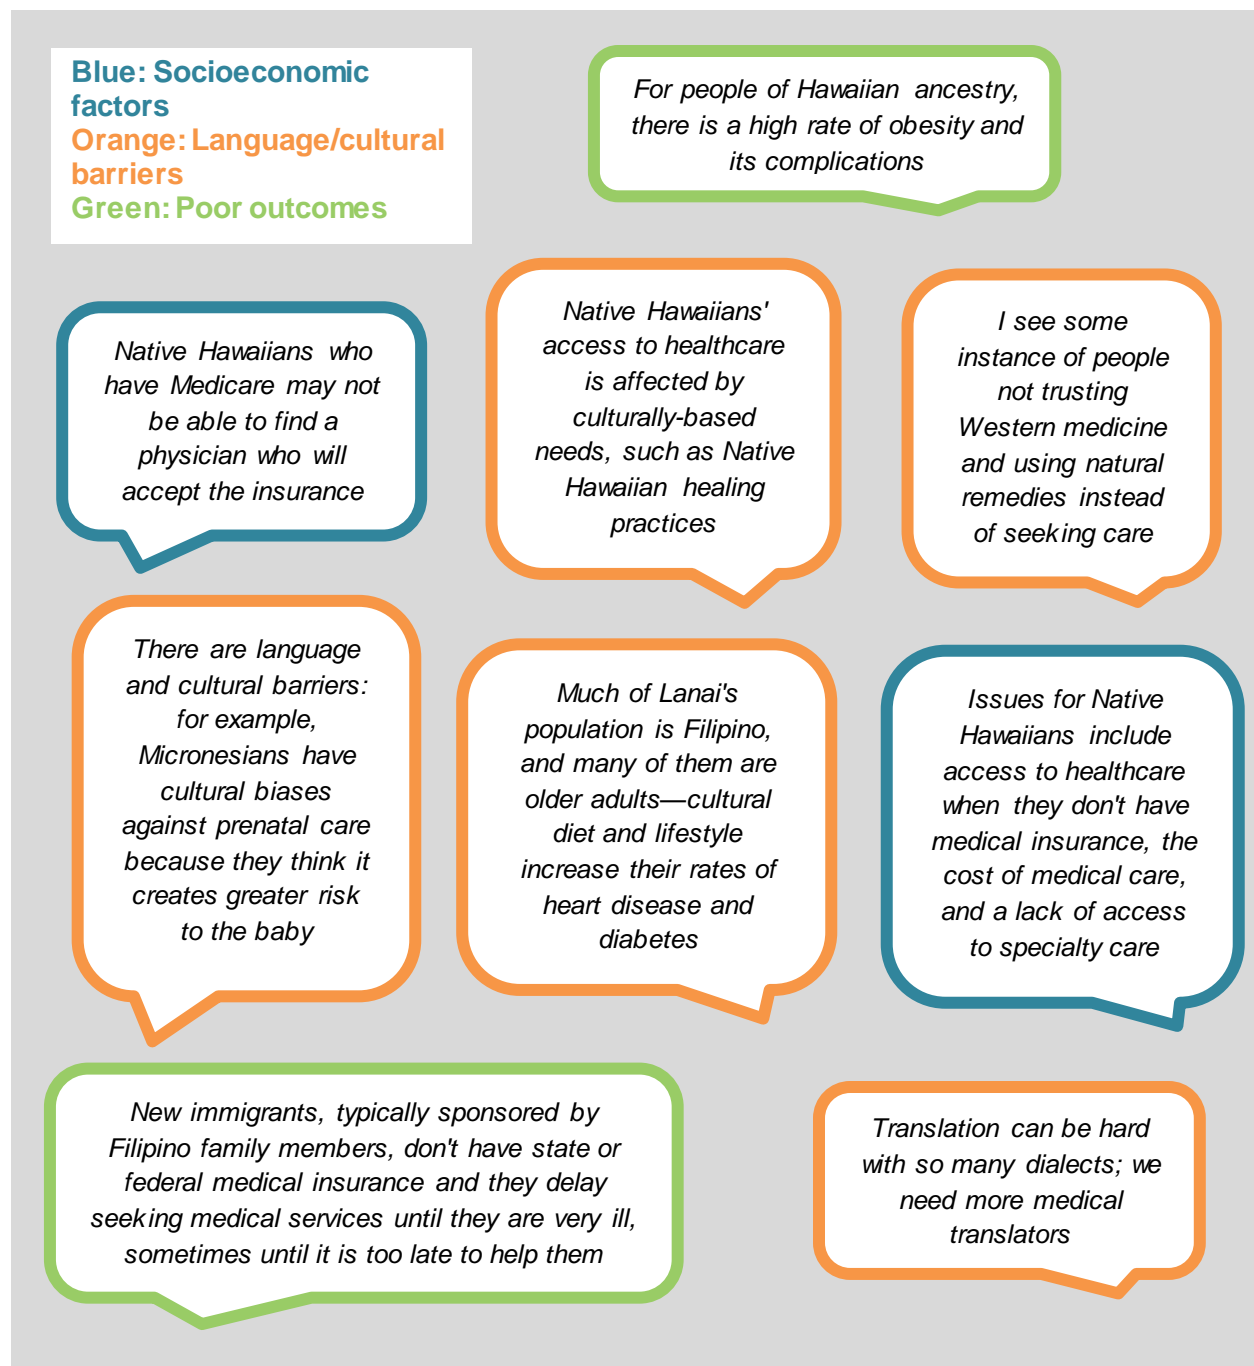 Blue: Socioeconomic
factors
Orange: Language/cultural
barriers
Green: Poor outcomes
For people of Hawaiian ancestry,
there is a high rate of obesity and
its complications
Native Hawaiians who
have Medicare may not
be able to find a
physician who will
accept the insurance
Native Hawaiians'
access to healthcare
is affected by
culturally-based
needs, such as Native
Hawaiian healing
practices
I see some
instance of people
not trusting
Western medicine
and using natural
remedies instead
of seeking care
There are language
and cultural barriers:
for example,
Micronesians have
cultural biases
against prenatal care
because they think it
creates greater risk
to the baby
Much of Lanai's
population is Filipino,
and many of them are
older adults—cultural
diet and lifestyle
increase their rates of
heart disease and
diabetes
Issues for Native
Hawaiians include
access to healthcare
when they don't have
medical insurance, the
cost of medical care,
and a lack of access
to specialty care
New immigrants, typically sponsored by
Filipino family members, don't have state or
federal medical insurance and they delay
seeking medical services until they are very ill,
sometimes until it is too late to help them
Translation can be hard
with so many dialects; we
need more medical
translators